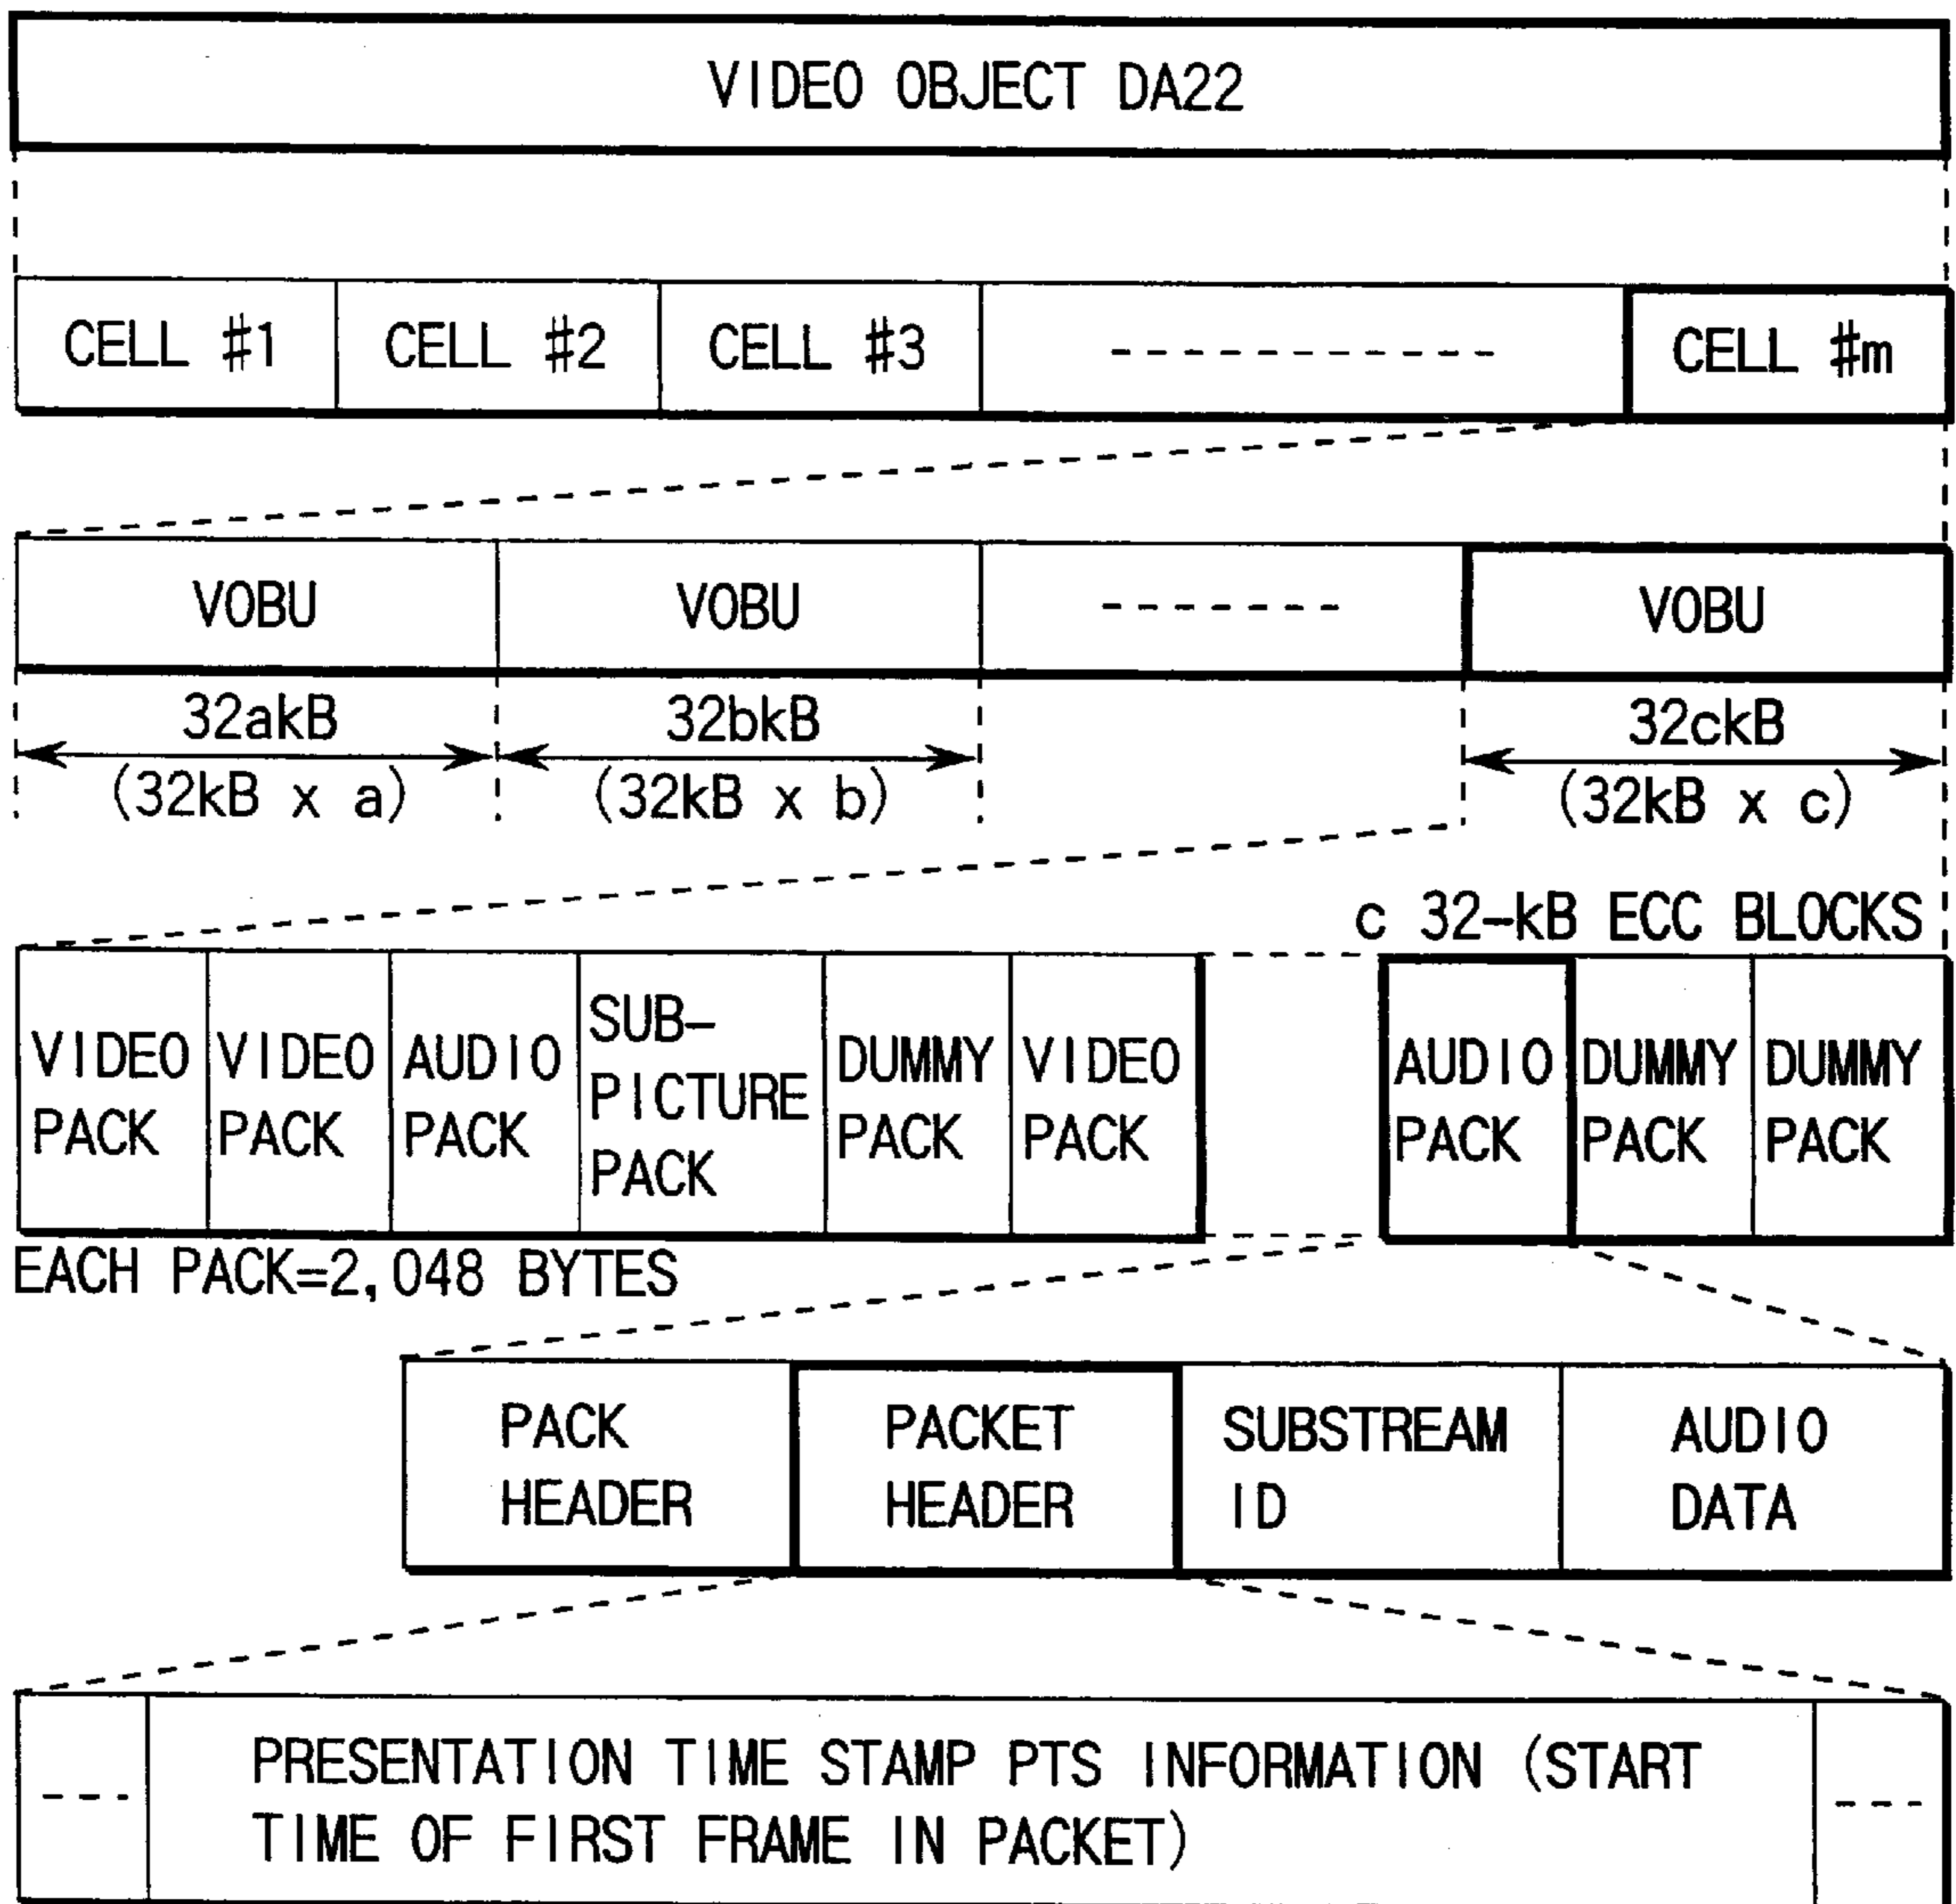 VIDEO OBJECT DA22
CELL #1 CELL #2 CELL #3 CELL #m
VOBU VOBU VOBU
32akB 32bkB 32ckB
(32kB x a) (32kB x b) (32kB x c)
c 32-kB ECC BLOCKS
VIDEO PACK
VIDEO PACK
AUDIO PACK
SUB-
PICTURE
PACK
DUMMY PACK
VIDEO PACK
AUDIO PACK
DUMMY PACK
DUMMY PACK
EACH PACK=2,048 BYTES
PACK
HEADER
PACKET
HEADER
SUBSTREAM
ID
AUDIO
DATA
PRESENTATION TIME STAMP PTS INFORMATION (START
TIME OF FIRST FRAME IN PACKET)